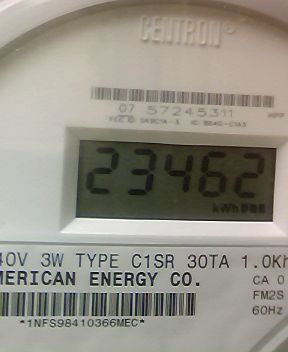 CENTRON®
07 57245311
23462
kWh
40V 3W TYPE C1SR 30TA 1.0Kh
MERICAN ENERGY CO.
CA 0
FM2S
60Hz
*1NFS98410366MEC*